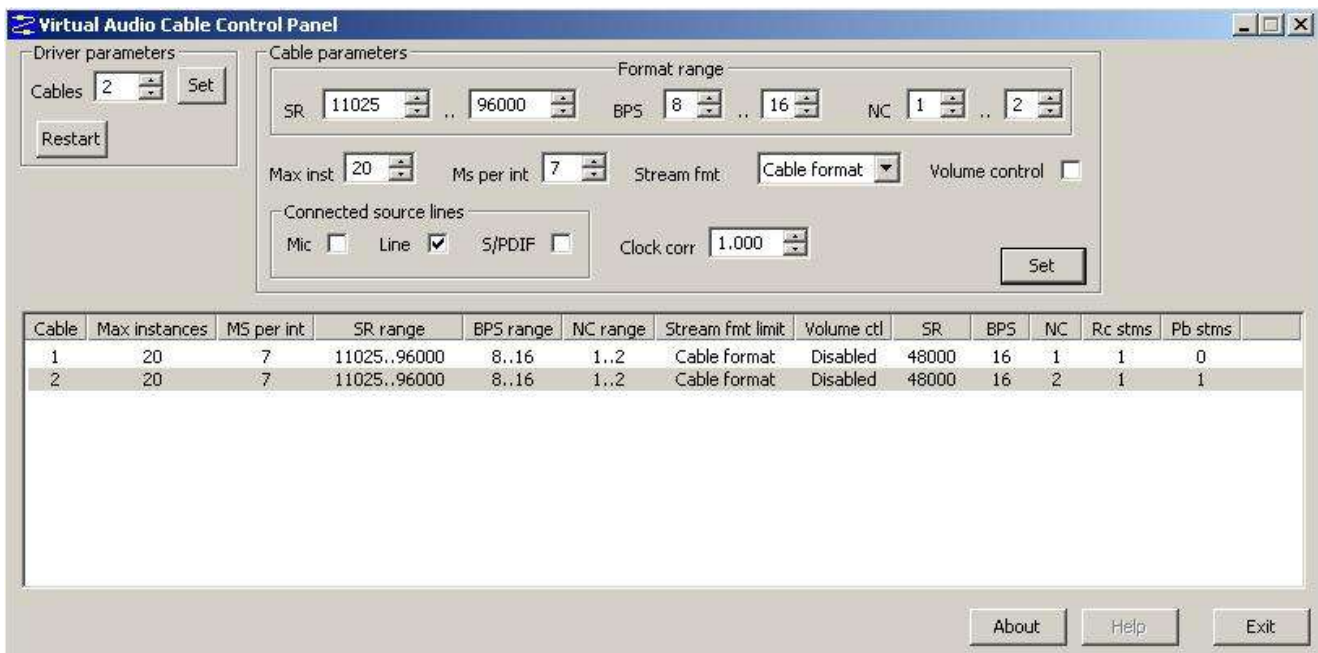 Virtual Audio Cable Control Panel
Driver parameters
Cables 2 Set
Restart
Cable parameters
Format range
SR 11025 .. 96000 BPS 8 .. 16 NC 1 .. 2
Max inst 20 Ms per int 7 Stream fmt Cable format Volume control
Connected source lines
Mic Line S/PDIF Clock corr 1.000
Set
Cable Max instances MS per int SR range BPS range NC range Stream fmt limit Volume ctl SR BPS NC Rc stms Pb stms
1 20 7 11025..96000 8..16 1..2 Cable format Disabled 48000 16 1 1 0
2 20 7 11025..96000 8..16 1..2 Cable format Disabled 48000 16 2 1 1
About Help Exit